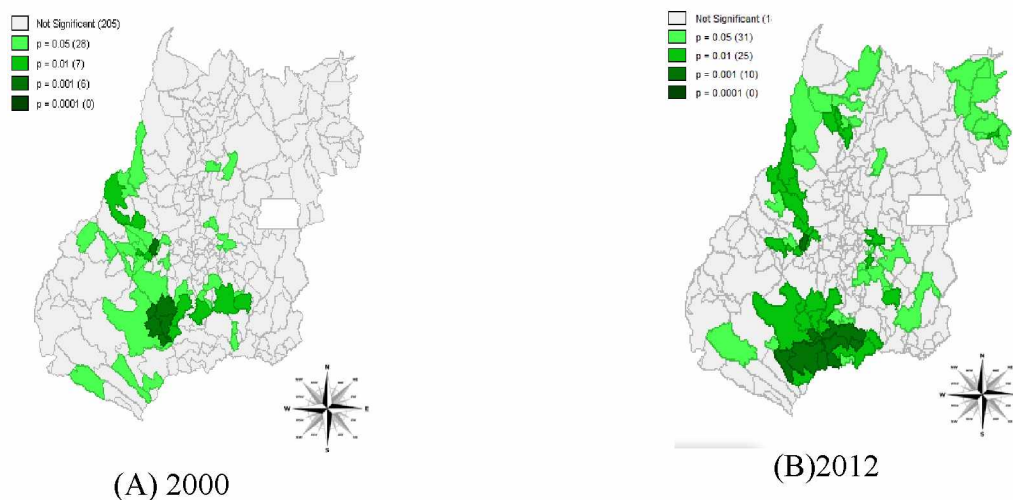 Not Significant (205)
p = 0.05 (28)
p = 0.01 (7)
p = 0.001 (6)
p = 0.0001 (0)
N
W E
S
(A) 2000
Not Significant (1
p = 0.05 (31)
p = 0.01 (25)
p = 0.001 (10)
p = 0.0001 (0)
N
W E
S
(B)2012